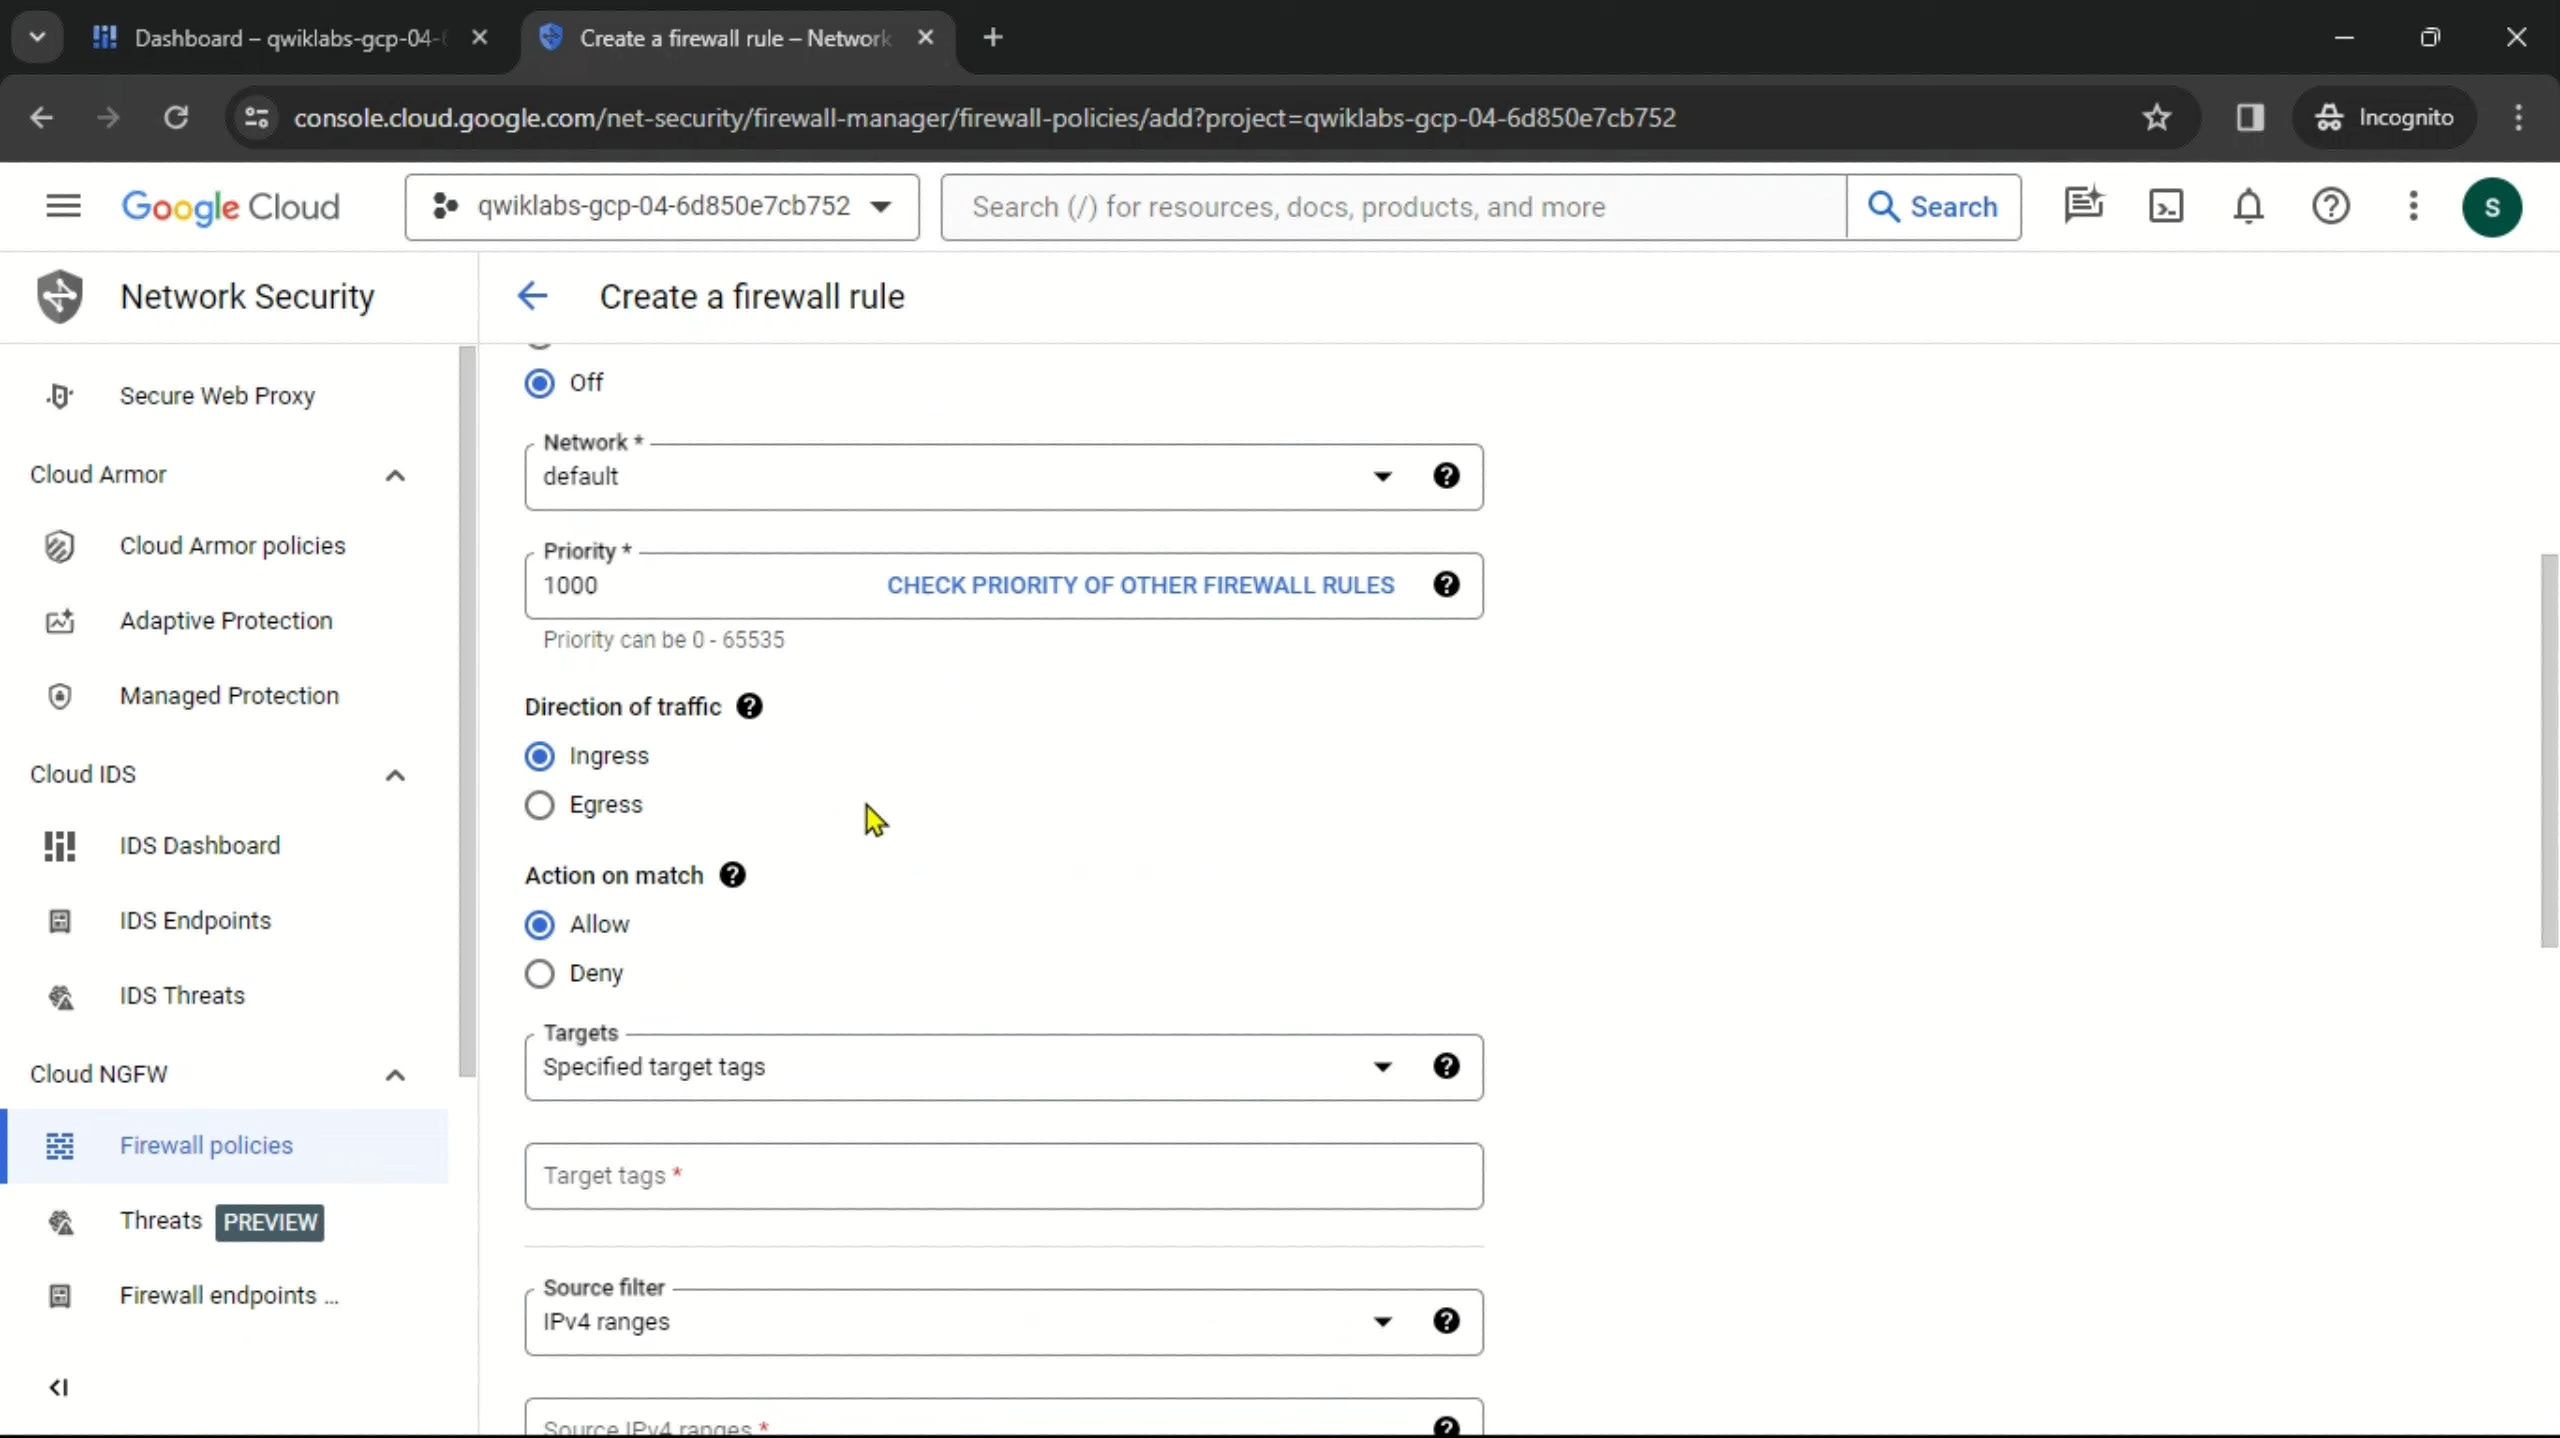 Dashboard – qwiklabs-gcp-04-
Create a firewall rule – Network
console.cloud.google.com/net-security/firewall-manager/firewall-policies/add?project=qwiklabs-gcp-04-6d850e7cb752
Incognito
Google Cloud
qwiklabs-gcp-04-6d850e7cb752
Search (/) for resources, docs, products, and more
Search
S
Network Security
Create a firewall rule
Secure Web Proxy
Cloud Armor
Cloud Armor policies
Adaptive Protection
Managed Protection
Cloud IDS
IDS Dashboard
IDS Endpoints
IDS Threats
Cloud NGFW
Firewall policies
Threats PREVIEW
Firewall endpoints ...
Off
Network *
default
Priority *
1000 CHECK PRIORITY OF OTHER FIREWALL RULES
Priority can be 0 - 65535
Direction of traffic
Ingress
Egress
Action on match
Allow
Deny
Targets
Specified target tags
Target tags *
Source filter
IPv4 ranges
Source IPv4 ranges *